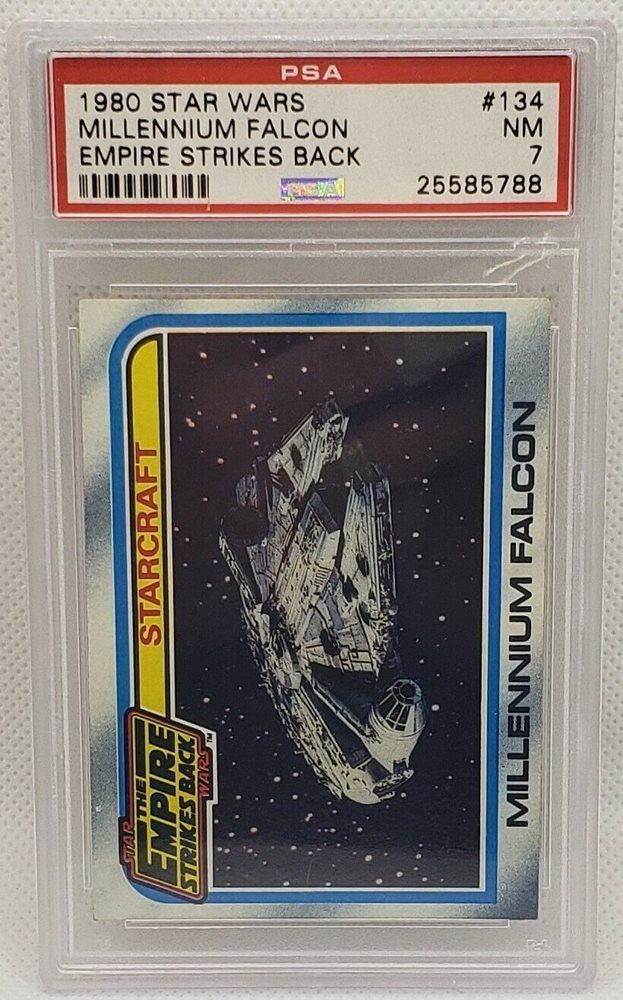 PSA
1980 STAR WARS #134
MILLENNIUM FALCON NM
EMPIRE STRIKES BACK 7
25585788
STARCRAFT
STAR
THE
EMPIRE
STRIKES BACK
WARS™
MILLENNIUM FALCON